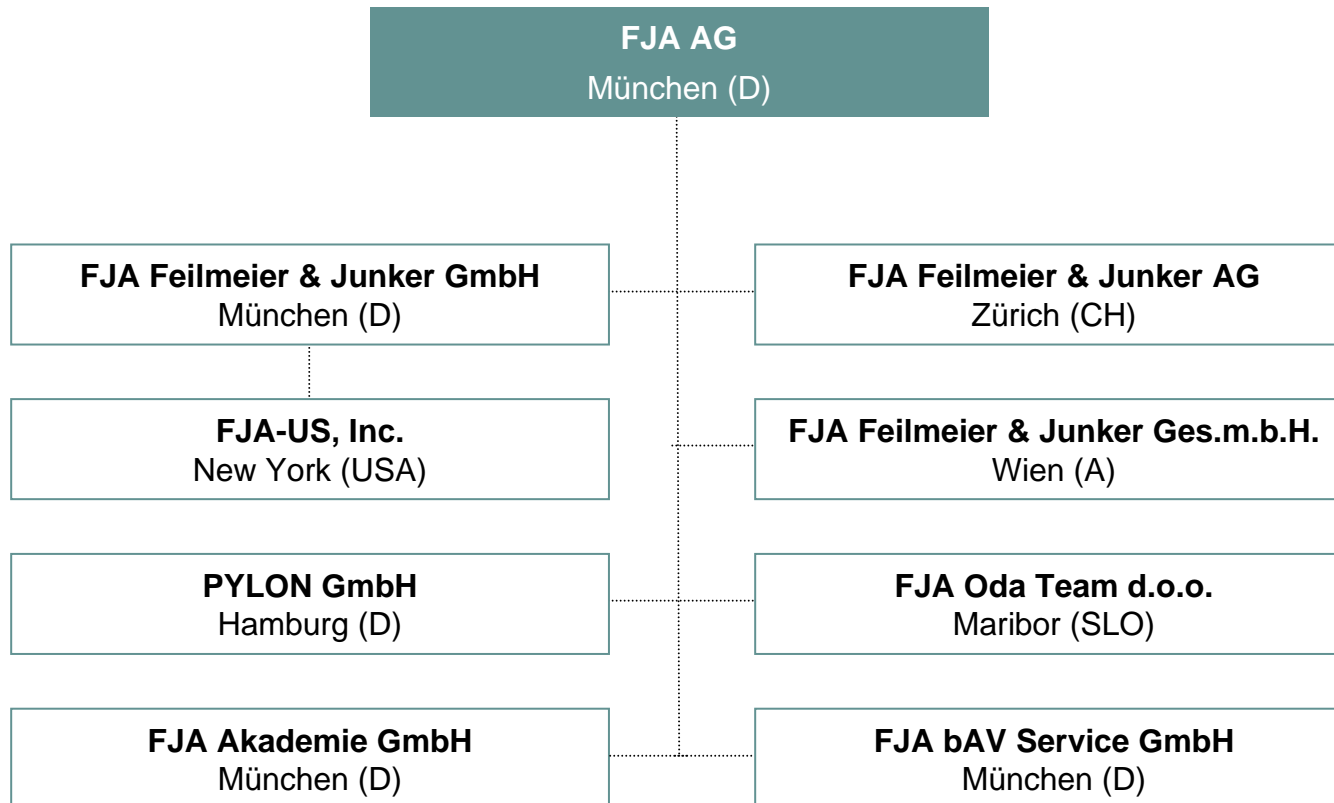 FJA AG
München (D)
FJA Feilmeier & Junker GmbH
München (D)
FJA Feilmeier & Junker AG
Zürich (CH)
FJA-US, Inc.
New York (USA)
FJA Feilmeier & Junker Ges.m.b.H.
Wien (A)
PYLON GmbH
Hamburg (D)
FJA Oda Team d.o.o.
Maribor (SLO)
FJA Akademie GmbH
München (D)
FJA bAV Service GmbH
München (D)